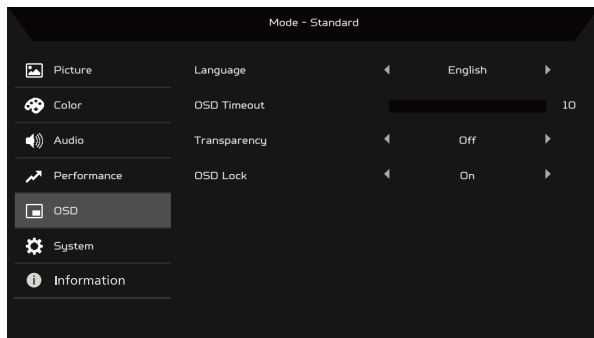 Mode - Standard
Picture
Language English
Color
OSD Timeout 10
Audio
Transparency Off
Performance
OSD Lock On
OSD
System
Information